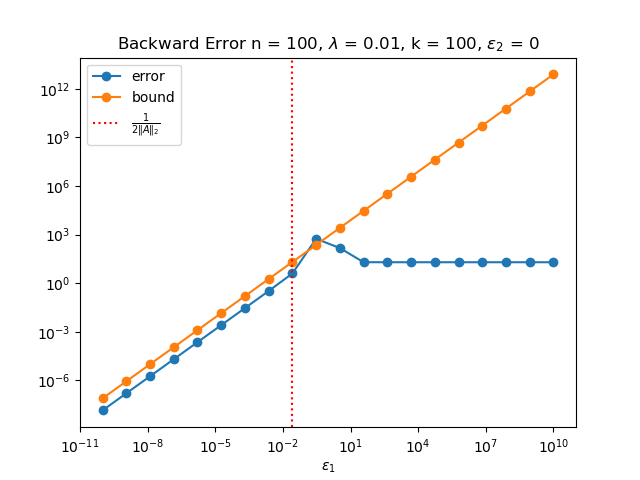 Backward Error n = 100, λ = 0.01, k = 100, ε₂ = 0
error
bound
1/(2‖A‖₂)
10¹²
10⁹
10⁶
10³
10⁰
10⁻³
10⁻⁶
10⁻¹¹ 10⁻⁸ 10⁻⁵ 10⁻² 10¹ 10⁴ 10⁷ 10¹⁰
ε₁